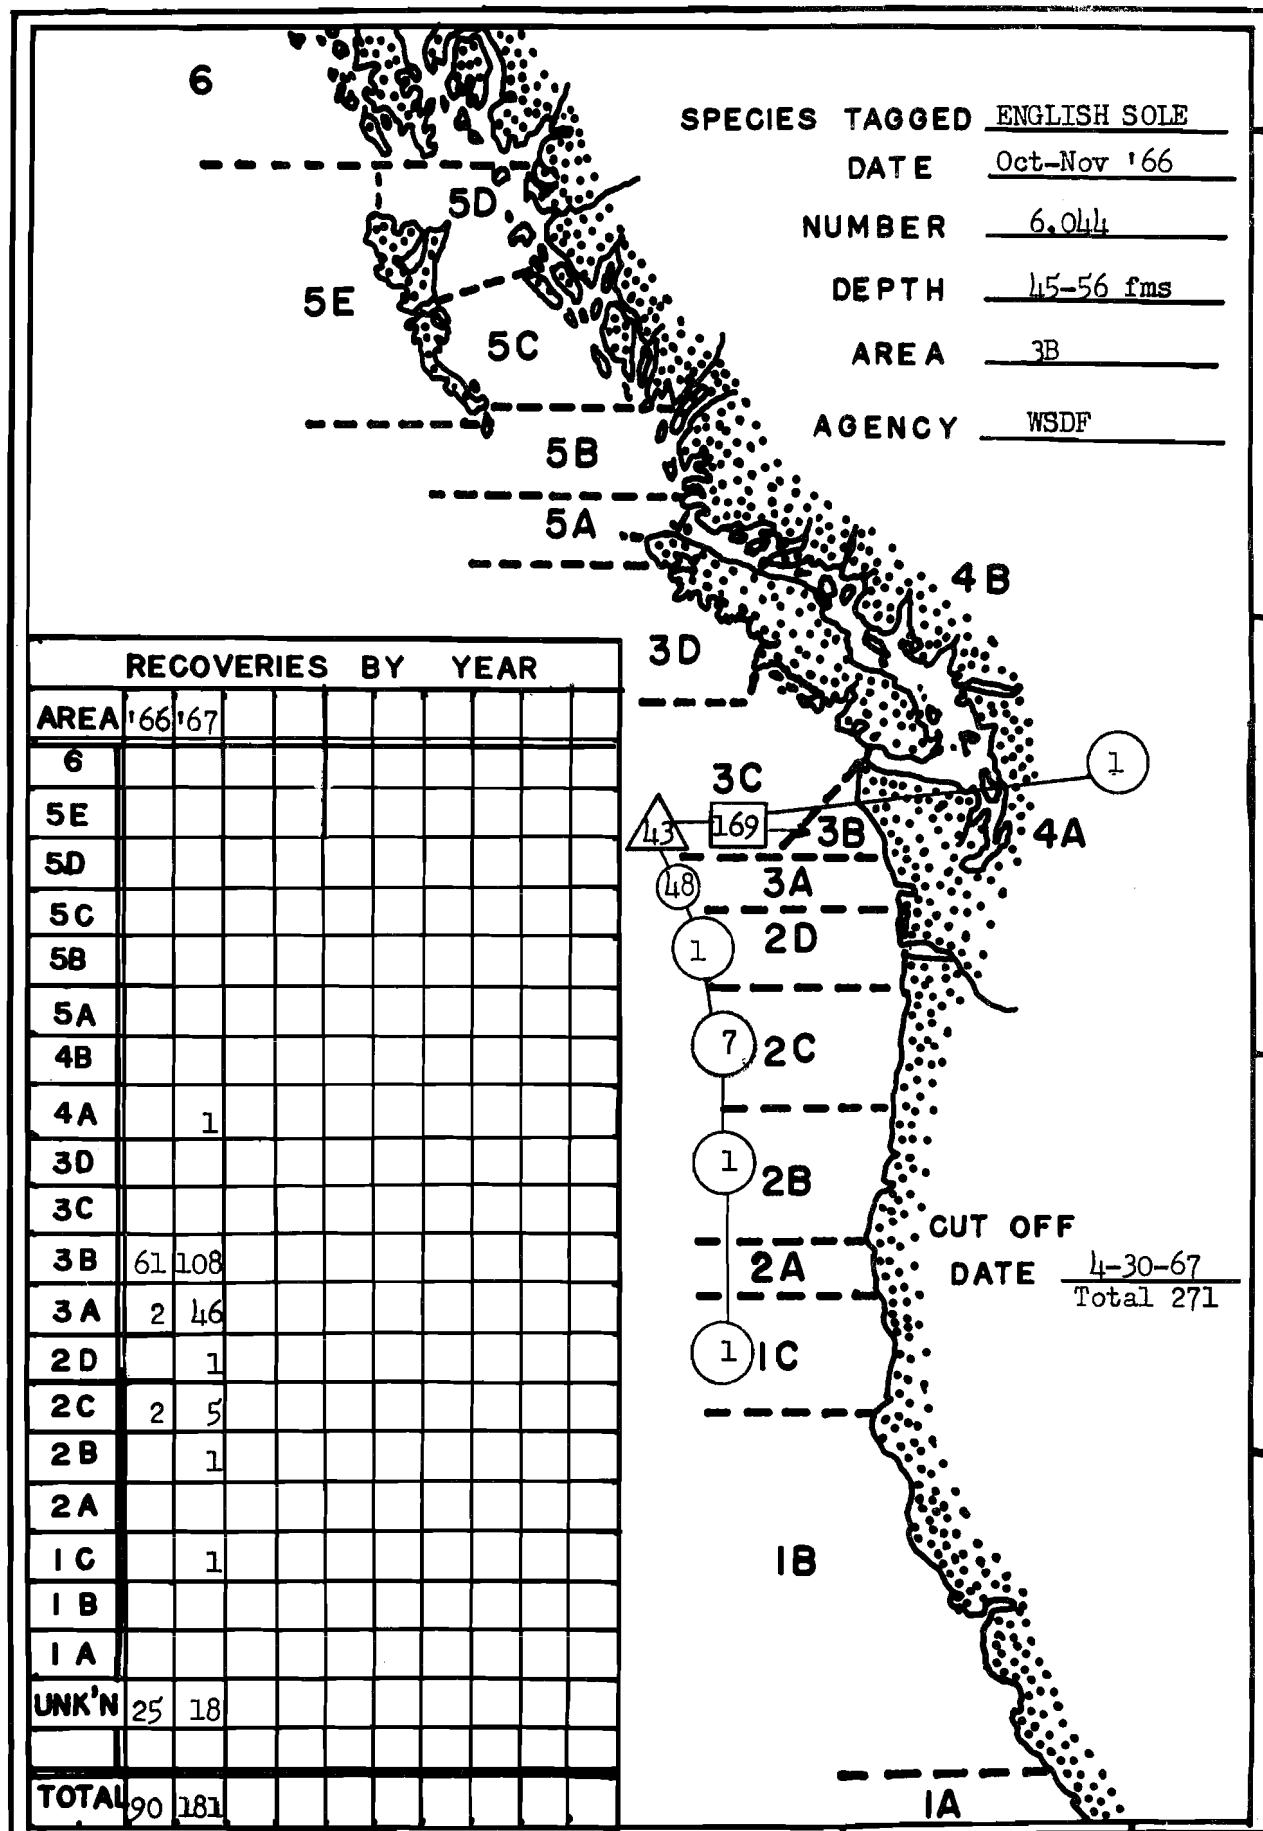 6
SPECIES TAGGED ENGLISH SOLE
DATE Oct-Nov '66
5D
NUMBER 6,044
DEPTH 45-56 fms
5E
5C
AREA 3B
AGENCY WSDF
5B
5A
4B
3D
RECOVERIES BY YEAR
AREA '66 '67
6
5E
5D
5C
5B
5A
4B
4A 1
3D
3C
3B 61 108
3A 2 46
2D 1
2C 2 5
2B 1
2A
1C 1
1B
1A
UNK'N 25 18
TOTAL 90 181
3C
1
43 169 3B 4A
48 3A
1 2D
7 2C
1 2B
CUT OFF
2A DATE 4-30-67
Total 271
1 1C
1B
1A